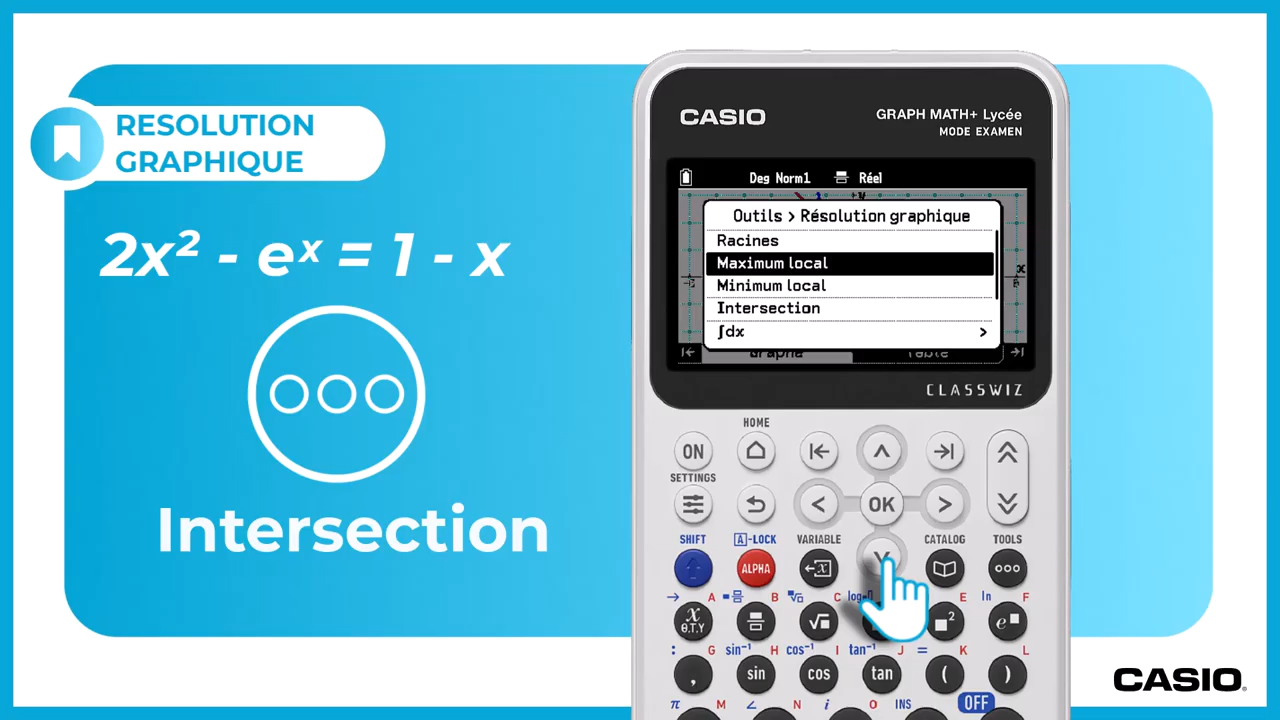 RESOLUTION
GRAPHIQUE
2x² - eˣ = 1 - x
Intersection
CASIO
GRAPH MATH+ Lycée
MODE EXAMEN
Deg Norm1 Réel
Outils > Résolution graphique
Racines
Maximum local
Minimum local
Intersection
∫dx >
Graphe Table
CLASSWIZ
HOME
ON
SETTINGS
OK
SHIFT A-LOCK VARIABLE CATALOG TOOLS
ALPHA x
→ A B C E ln F
x
θ,T,Y √ ■² e■
: G sin⁻¹ H cos⁻¹ I tan⁻¹ J = K L
, sin cos tan ( )
π M ∠ N i O INS OFF
CASIO